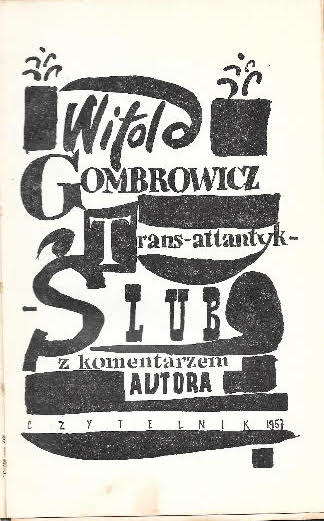 Witold
GOMBROWICZ
Trans-atlantyk-
-ŚLUB
z komentarzem
AUTORA
CZYTELNIK 1957